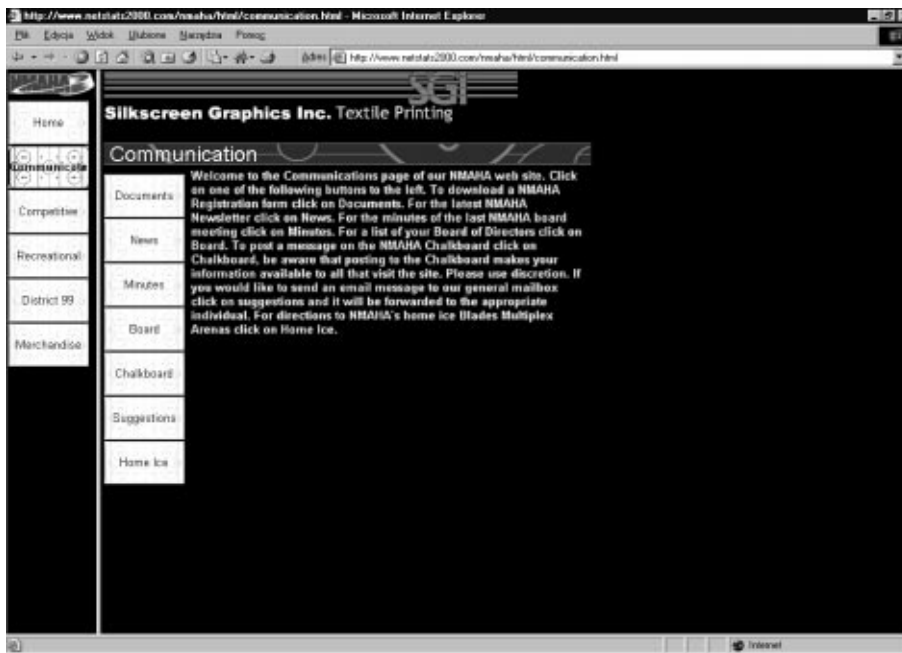 http://www.netstats2000.com/nmaha/html/communication.html - Microsoft Internet Explorer
Plik Edycja Widok Ulubione Narzędzia Pomoc
Adres http://www.netstats2000.com/nmaha/html/communication.html
NMAHA
SGI
Silkscreen Graphics Inc. Textile Printing
Home
Communicate
Competitive
Recreational
District 99
Merchandise
Communication
Documents
News
Minutes
Board
Chalkboard
Suggestions
Home Ice
Welcome to the Communications page of our NMAHA web site. Click
on one of the following buttons to the left. To download a NMAHA
Registration form click on Documents. For the latest NMAHA
Newsletter click on News. For the minutes of the last NMAHA board
meeting click on Minutes. For a list of your Board of Directors click on
Board. To post a message on the NMAHA Chalkboard click on
Chalkboard, be aware that posting to the Chalkboard makes your
information available to all that visit the site. Please use discretion. If
you would like to send an email message to our general mailbox
click on suggestions and it will be forwarded to the appropriate
individual. For directions to NMAHA's home ice Blades Multiplex
Arenas click on Home Ice.
Internet